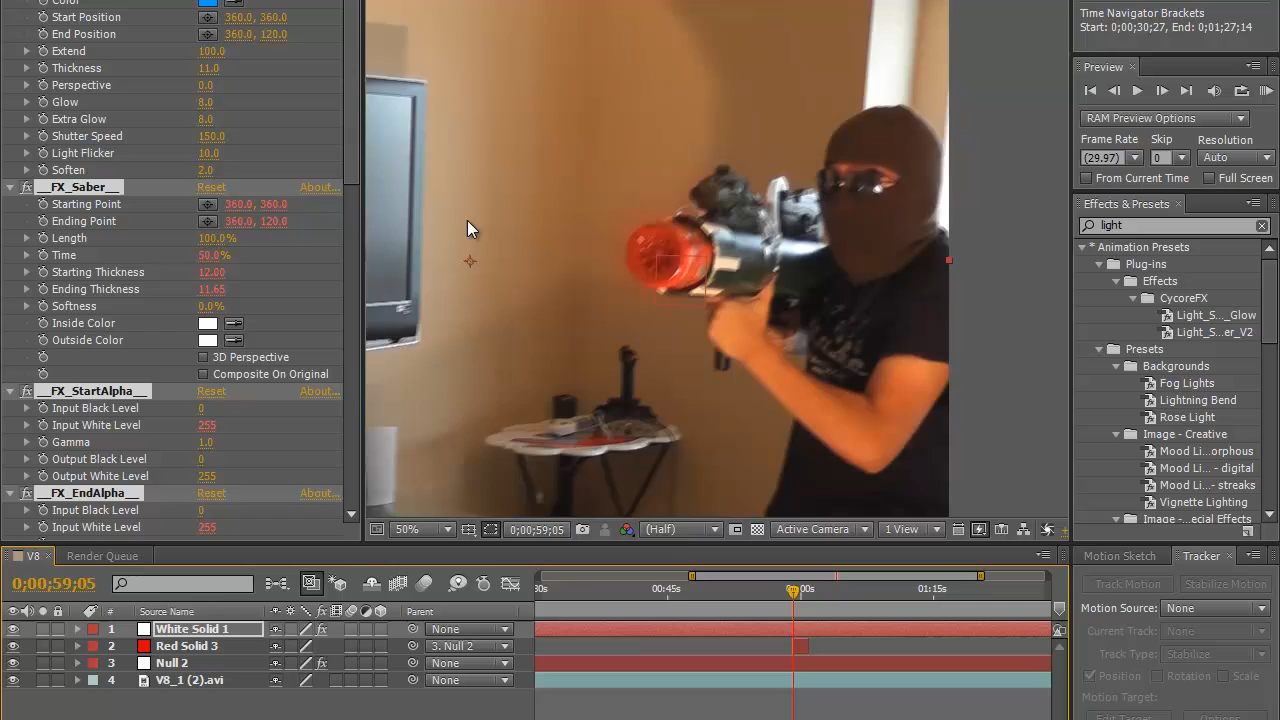 Color
Start Position 360.0, 360.0
End Position 360.0, 120.0
Extend 100.0
Thickness 11.0
Perspective 0.0
Glow 8.0
Extra Glow 8.0
Shutter Speed 150.0
Light Flicker 10.0
Soften 2.0
fx __FX_Saber__ Reset About...
Starting Point 360.0, 360.0
Ending Point 360.0, 120.0
Length 100.0%
Time 50.0%
Starting Thickness 12.00
Ending Thickness 11.65
Softness 0.0%
Inside Color
Outside Color
3D Perspective
Composite On Original
fx __FX_StartAlpha__ Reset About...
Input Black Level 0
Input White Level 255
Gamma 1.0
Output Black Level 0
Output White Level 255
fx __FX_EndAlpha__ Reset About...
Input Black Level 0
Input White Level 255
50% 0;00;59;05 (Half) Active Camera 1 View
Time Navigator Brackets
Start: 0;00;30;27, End: 0;01;27;14
Preview
RAM Preview Options
Frame Rate Skip Resolution
(29.97) 0 Auto
From Current Time Full Screen
Effects & Presets
light
* Animation Presets
Plug-ins
Effects
CycoreFX
Light_S..._Glow
Light_S...er_V2
Presets
Backgrounds
Fog Lights
Lightning Bend
Rose Light
Image - Creative
Mood Li...orphous
Mood Li... - digital
Mood Li... - streaks
Vignette Lighting
Image - ...ecial Effects
V8 Render Queue
0;00;59;05
# Source Name fx Parent
1 White Solid 1 fx None
2 Red Solid 3 3. Null 2
3 Null 2 fx None
4 V8_1 (2).avi None
30s 00:45s 00s 01:15s
Motion Sketch Tracker
Track Motion Stabilize Motion
Motion Source: None
Current Track: None
Track Type: Stabilize
Position Rotation Scale
Motion Target:
Edit Target... Options...